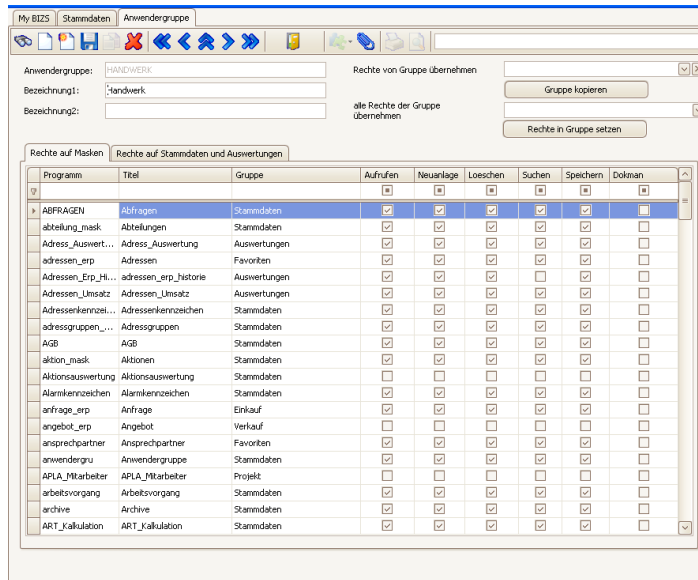 My BIZS Stammdaten Anwendergruppe
Anwendergruppe: HANDWERK Rechte von Gruppe übernehmen
Bezeichnung1: Handwerk Gruppe kopieren
Bezeichnung2: alle Rechte der Gruppe übernehmen
Rechte in Gruppe setzen
Rechte auf Masken Rechte auf Stammdaten und Auswertungen
Programm Titel Gruppe Aufrufen Neuanlage Loeschen Suchen Speichern Dokman
ABFRAGEN Abfragen Stammdaten
abteilung_mask Abteilungen Stammdaten
Adress_Auswert... Adress_Auswertung Auswertungen
adressen_erp Adressen Favoriten
Adressen_Erp_Hi... adressen_erp_historie Auswertungen
Adressen_Umsatz Adressen_Umsatz Auswertungen
Adressenkennzei... Adressenkennzeichen Stammdaten
adressgruppen_... Adressgruppen Stammdaten
AGB AGB Stammdaten
aktion_mask Aktionen Stammdaten
Aktionsauswertung Aktionsauswertung Stammdaten
Alarmkennzeichen Alarmkennzeichen Stammdaten
anfrage_erp Anfrage Einkauf
angebot_erp Angebot Verkauf
ansprechpartner Ansprechpartner Favoriten
anwendergru Anwendergruppe Stammdaten
APLA_Mitarbeiter APLA_Mitarbeiter Projekt
arbeitsvorgang Arbeitsvorgang Stammdaten
archive Archive Stammdaten
ART_Kalkulation ART_Kalkulation Stammdaten